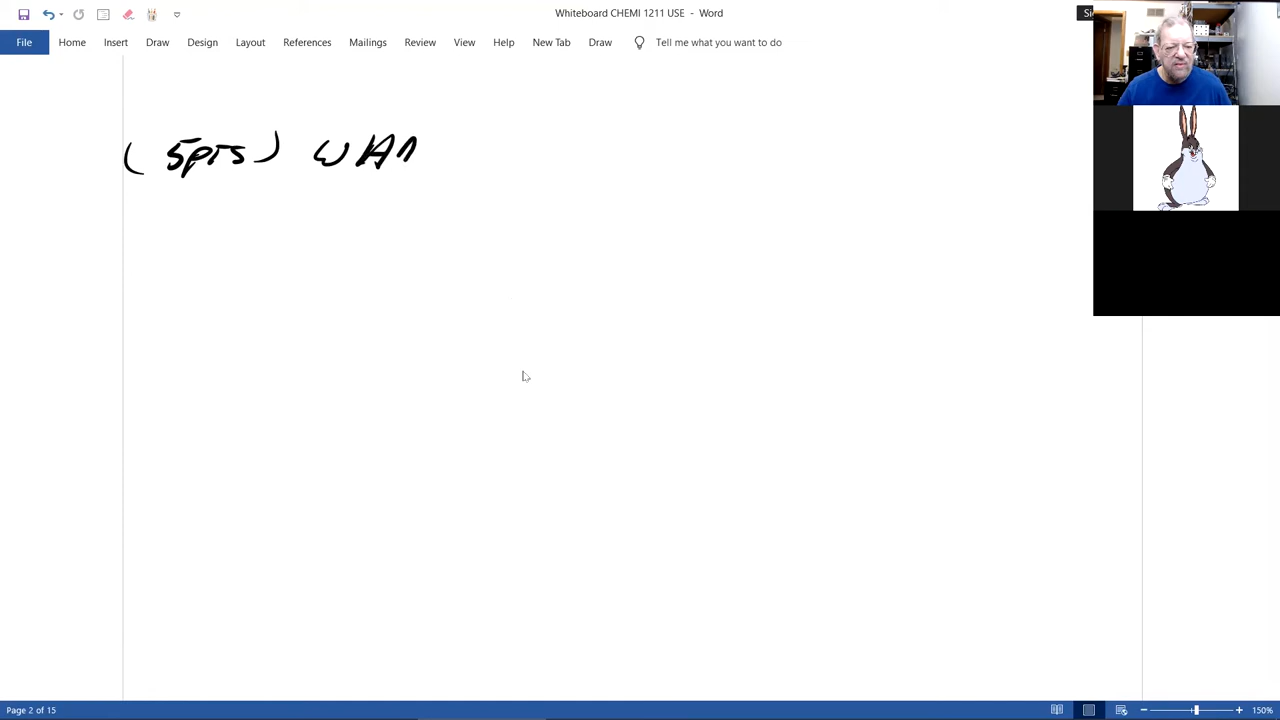 Whiteboard CHEMI 1211 USE - Word
File Home Insert Draw Design Layout References Mailings Review View Help New Tab Draw Tell me what you want to do
(5pts) WAN
Page 2 of 15
150%